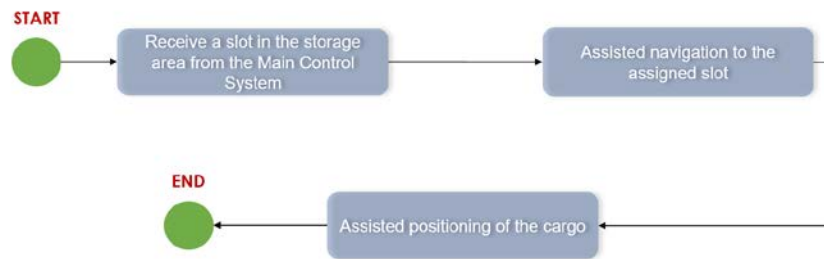 START
Receive a slot in the storage
area from the Main Control
System
Assisted navigation to the
assigned slot
END
Assisted positioning of the cargo